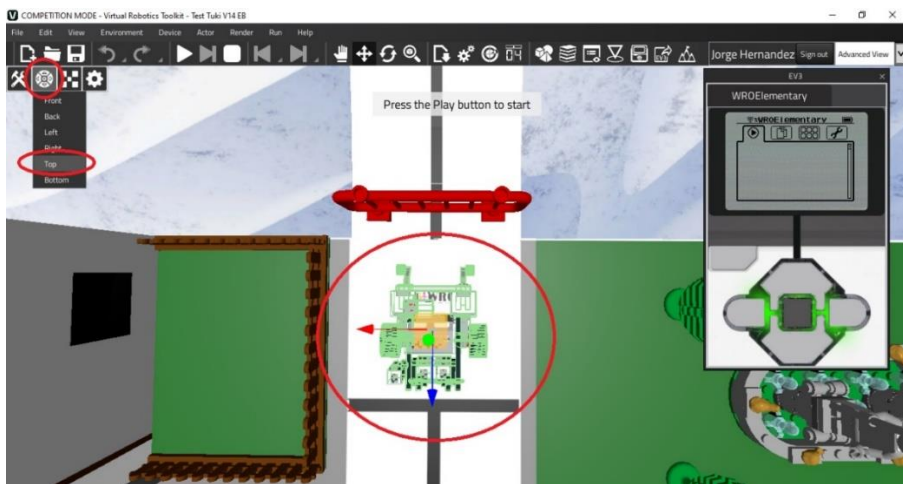 COMPETITION MODE - Virtual Robotics Toolkit - Test Tuki V14 EB
File Edit View Environment Device Actor Render Run Help
Jorge Hernandez Sign out Advanced View
EV3
WROElementary
WROElementary
Front
Back
Left
Right
Top
Bottom
Press the Play button to start
WRO